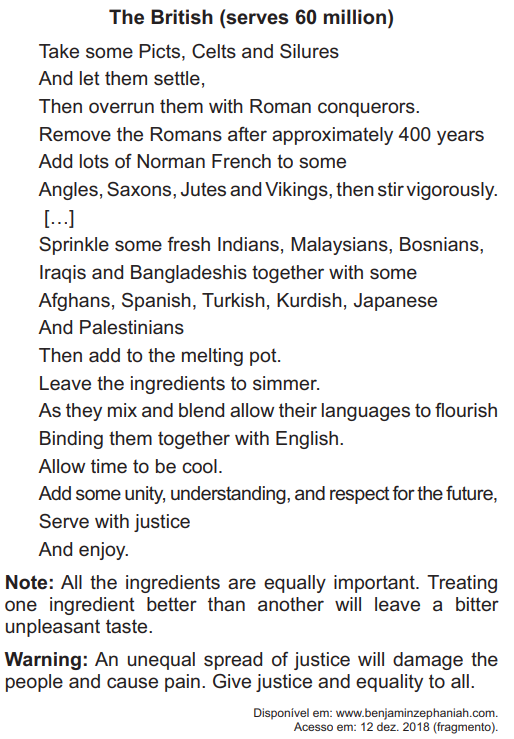 The British (serves 60 million)
Take some Picts, Celts and Silures
And let them settle,
Then overrun them with Roman conquerors.
Remove the Romans after approximately 400 years
Add lots of Norman French to some
Angles, Saxons, Jutes and Vikings, then stir vigorously.
[…]
Sprinkle some fresh Indians, Malaysians, Bosnians,
Iraqis and Bangladeshis together with some
Afghans, Spanish, Turkish, Kurdish, Japanese
And Palestinians
Then add to the melting pot.
Leave the ingredients to simmer.
As they mix and blend allow their languages to flourish
Binding them together with English.
Allow time to be cool.
Add some unity, understanding, and respect for the future,
Serve with justice
And enjoy.
Note: All the ingredients are equally important. Treating
one ingredient better than another will leave a bitter
unpleasant taste.
Warning: An unequal spread of justice will damage the
people and cause pain. Give justice and equality to all.
Disponível em: www.benjaminzephaniah.com.
Acesso em: 12 dez. 2018 (fragmento).